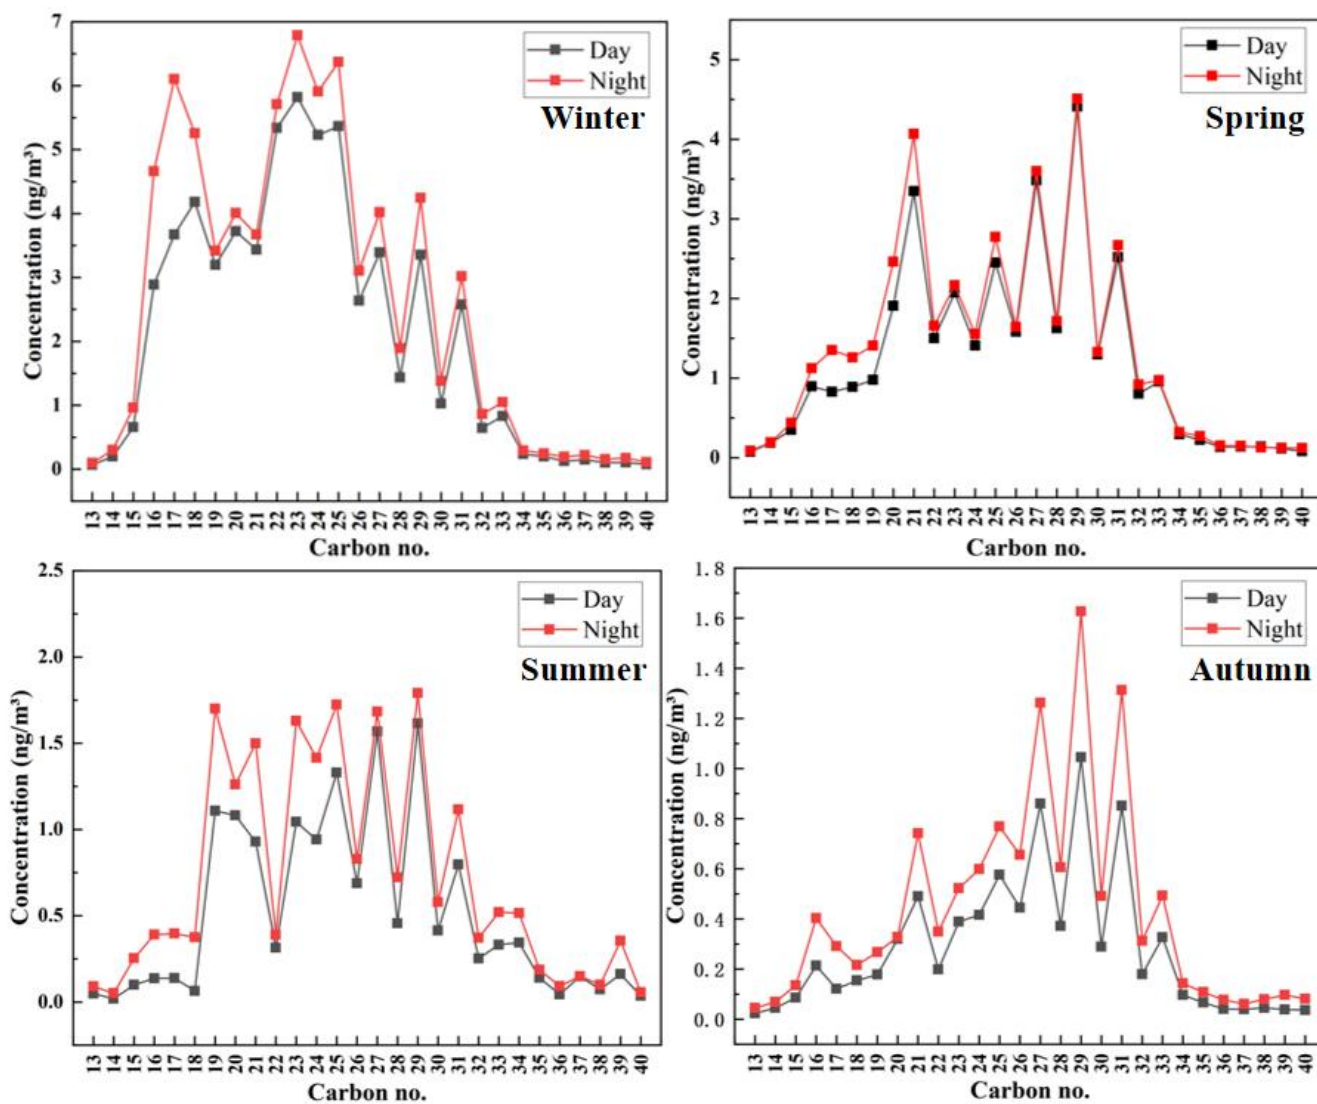 7
6
5
4
3
2
1
0
Concentration (ng/m³)
Day
Night
Winter
13 14 15 16 17 18 19 20 21 22 23 24 25 26 27 28 29 30 31 32 33 34 35 36 37 38 39 40
Carbon no.
5
4
3
2
1
0
Concentration (ng/m³)
Day
Night
Spring
13 14 15 16 17 18 19 20 21 22 23 24 25 26 27 28 29 30 31 32 33 34 35 36 37 38 39 40
Carbon no.
2.5
2.0
1.5
1.0
0.5
0.0
Concentration (ng/m³)
Day
Night
Summer
13 14 15 16 17 18 19 20 21 22 23 24 25 26 27 28 29 30 31 32 33 34 35 36 37 38 39 40
Carbon no.
1.8
1.6
1.4
1.2
1.0
0.8
0.6
0.4
0.2
0.0
Concentration (ng/m³)
Day
Night
Autumn
13 14 15 16 17 18 19 20 21 22 23 24 25 26 27 28 29 30 31 32 33 34 35 36 37 38 39 40
Carbon no.